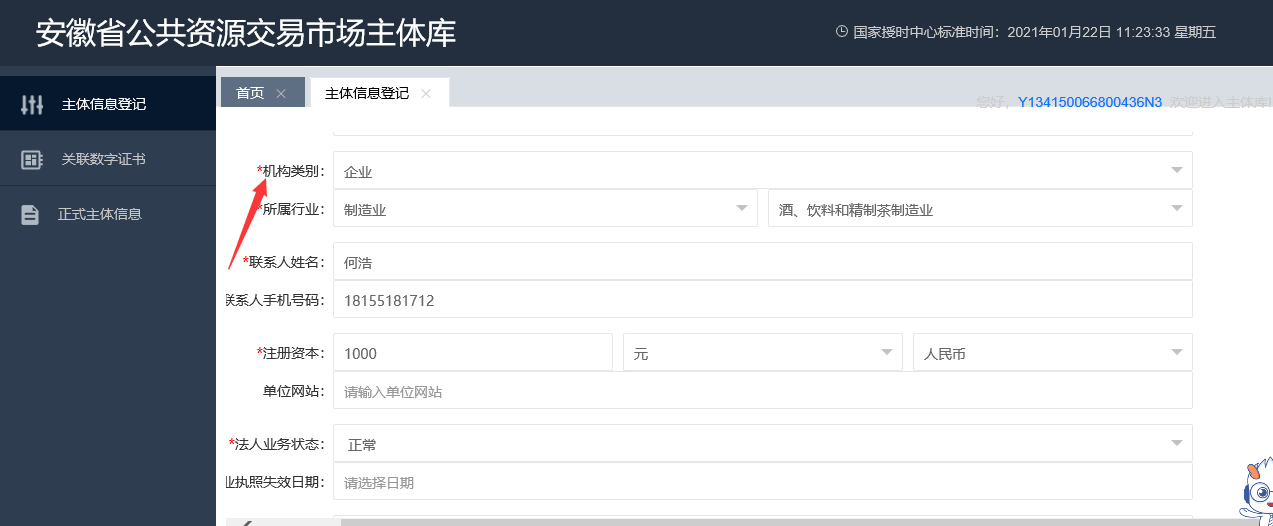 安徽省公共资源交易市场主体库
国家授时中心标准时间：2021年01月22日 11:23:33 星期五
主体信息登记
关联数字证书
正式主体信息
首页 × 主体信息登记 ×
您好，Y134150066800436N3 欢迎进入主体库!
*机构类别： 企业
*所属行业： 制造业 酒、饮料和精制茶制造业
*联系人姓名： 何浩
联系人手机号码： 18155181712
*注册资本： 1000 元 人民币
单位网站： 请输入单位网站
*法人业务状态： 正常
业执照失效日期： 请选择日期